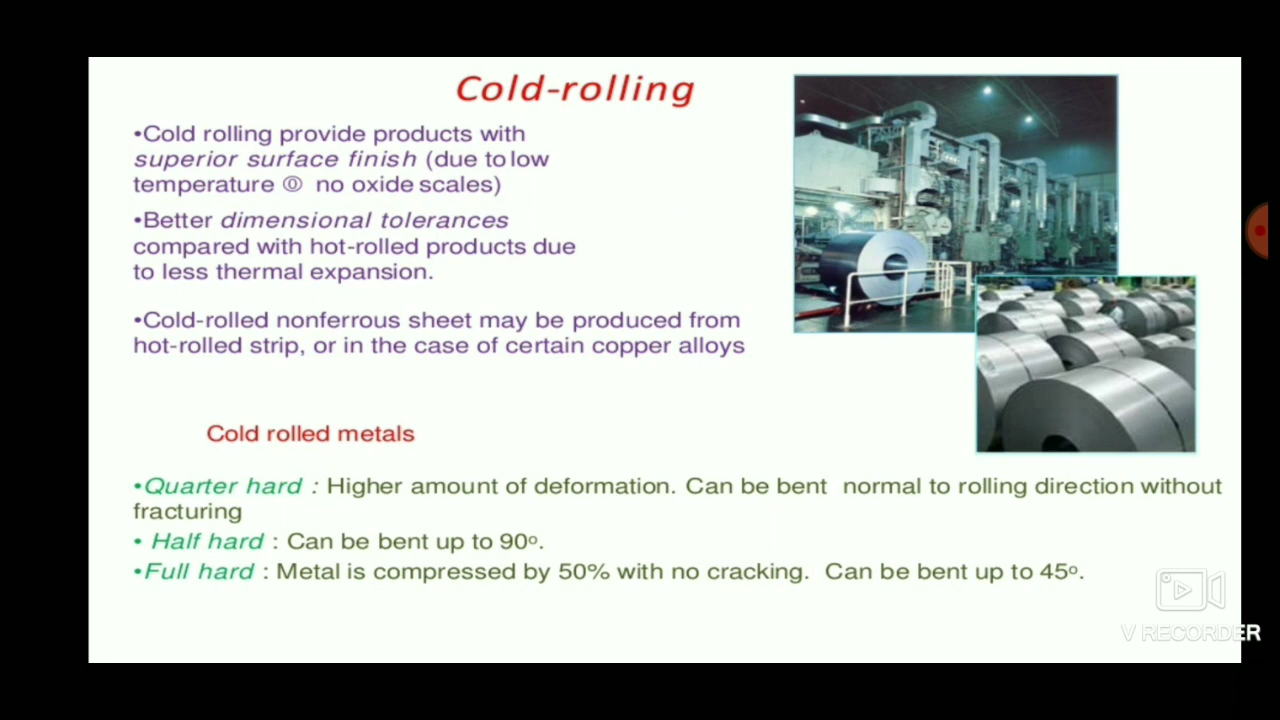 Cold-rolling
•Cold rolling provide products with
superior surface finish (due to low
temperature ⓪ no oxide scales)
•Better dimensional tolerances
compared with hot-rolled products due
to less thermal expansion.
•Cold-rolled nonferrous sheet may be produced from
hot-rolled strip, or in the case of certain copper alloys
Cold rolled metals
•Quarter hard : Higher amount of deformation. Can be bent normal to rolling direction without
fracturing
• Half hard : Can be bent up to 90º.
•Full hard : Metal is compressed by 50% with no cracking. Can be bent up to 45º.
V RECORDER